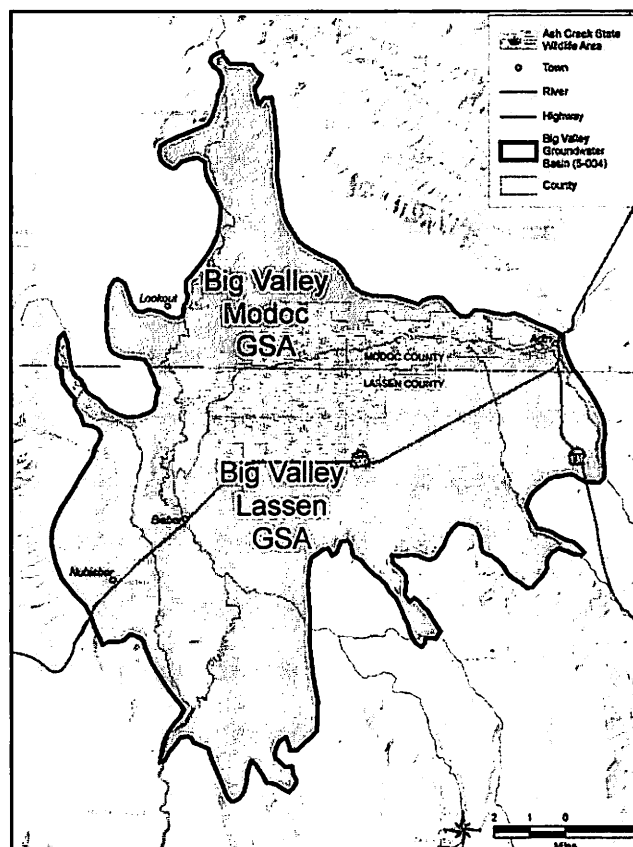 Ash Creek State
Wildlife Area
Town
River
Highway
Big Valley
Groundwater
Basin (5-004)
County
Lookout
Big Valley
Modoc
GSA
Adin
MODOC COUNTY
LASSEN COUNTY
Big Valley
Lassen
GSA
Bieber
Nubieber
2 1 0
Miles